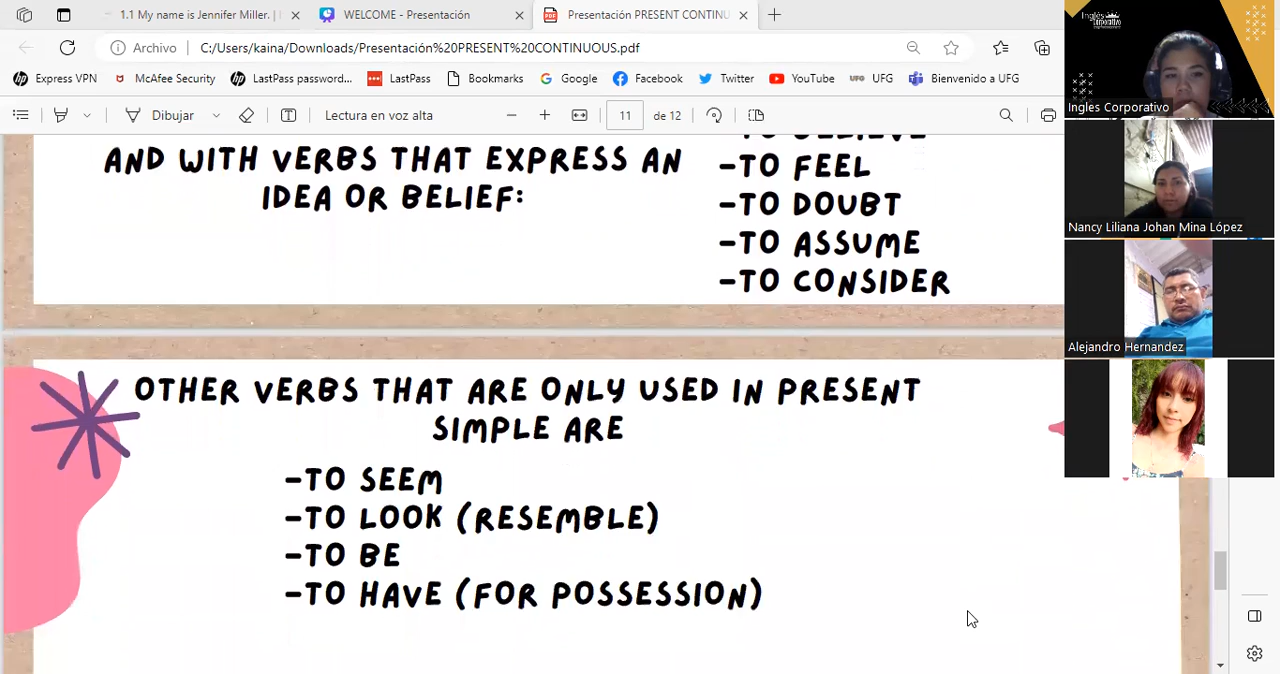 1.1 My name is Jennifer Miller.
WELCOME - Presentación
Presentación PRESENT CONTINU
Archivo
C:/Users/kaina/Downloads/Presentación%20PRESENT%20CONTINUOUS.pdf
Express VPN
McAfee Security
LastPass password...
LastPass
Bookmarks
Google
Facebook
Twitter
YouTube
UFG
Bienvenido a UFG
Dibujar
Lectura en voz alta
11
de 12
AND WITH VERBS THAT EXPRESS AN
IDEA OR BELIEF:
-TO BELIEVE
-TO FEEL
-TO DOUBT
-TO ASSUME
-TO CONSIDER
OTHER VERBS THAT ARE ONLY USED IN PRESENT
SIMPLE ARE
-TO SEEM
-TO LOOK (RESEMBLE)
-TO BE
-TO HAVE (FOR POSSESSION)
Inglés
Corporativo
Ingles Corporativo
Nancy Liliana Johan Mina López
Alejandro Hernandez